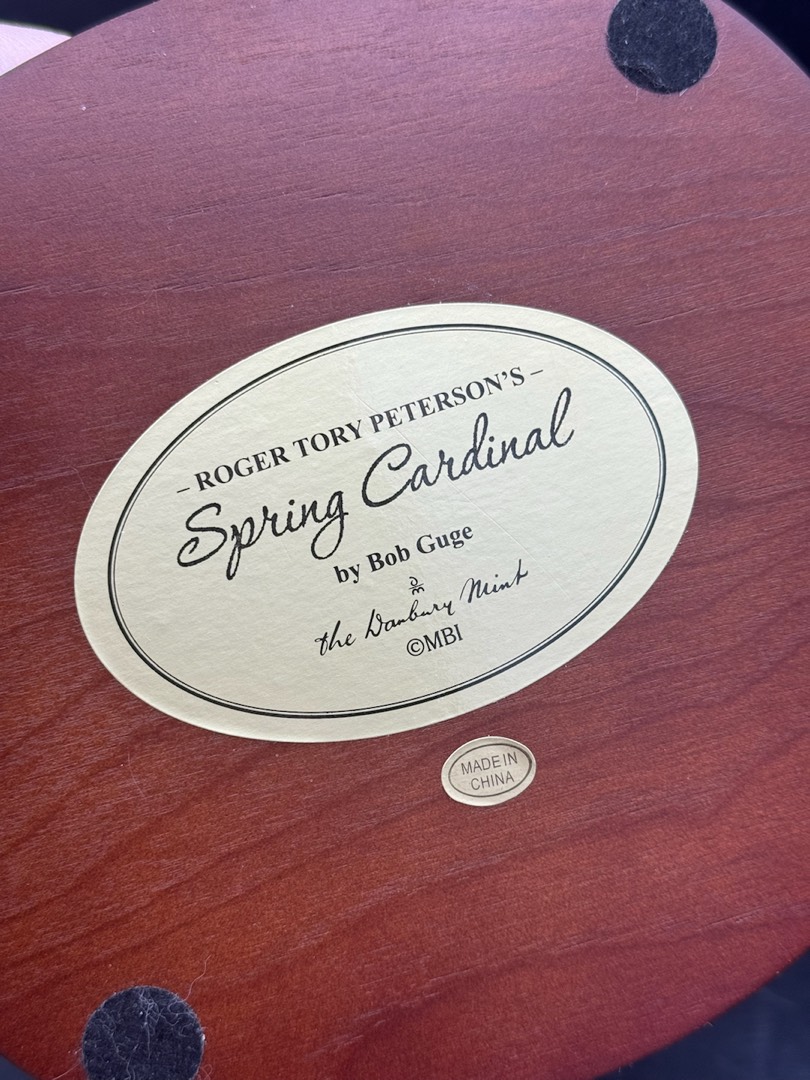 – ROGER TORY PETERSON'S –
Spring Cardinal
by Bob Guge
the Danbury Mint
©MBI
MADE IN
CHINA